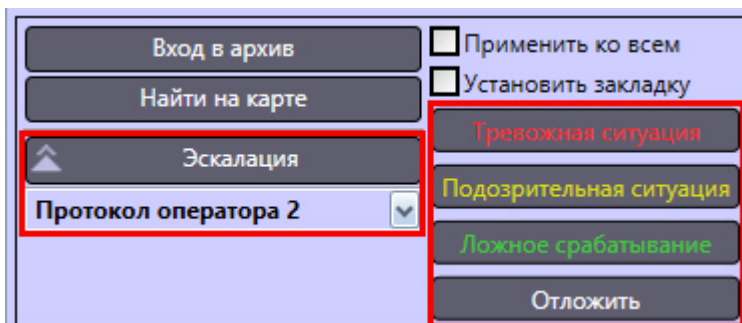 Вход в архив
Найти на карте
Эскалация
Протокол оператора 2
Применить ко всем
Установить закладку
Тревожная ситуация
Подозрительная ситуация
Ложное срабатывание
Отложить